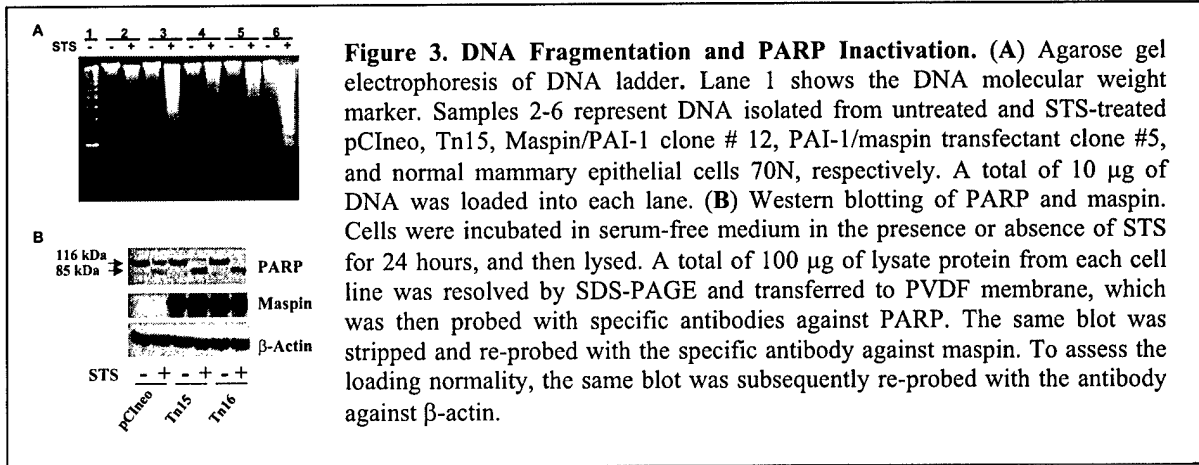 A
1 2 3 4 5 6
STS - - + - + - + - + - +
Figure 3. DNA Fragmentation and PARP Inactivation. (A) Agarose gel
electrophoresis of DNA ladder. Lane 1 shows the DNA molecular weight
marker. Samples 2-6 represent DNA isolated from untreated and STS-treated
pCIneo, Tn15, Maspin/PAI-1 clone # 12, PAI-1/maspin transfectant clone #5,
and normal mammary epithelial cells 70N, respectively. A total of 10 μg of
DNA was loaded into each lane. (B) Western blotting of PARP and maspin.
Cells were incubated in serum-free medium in the presence or absence of STS
for 24 hours, and then lysed. A total of 100 μg of lysate protein from each cell
line was resolved by SDS-PAGE and transferred to PVDF membrane, which
was then probed with specific antibodies against PARP. The same blot was
stripped and re-probed with the specific antibody against maspin. To assess the
loading normality, the same blot was subsequently re-probed with the antibody
against β-actin.
B
116 kDa
85 kDa
PARP
Maspin
β-Actin
STS - + - + - +
pCIneo Tn15 Tn16